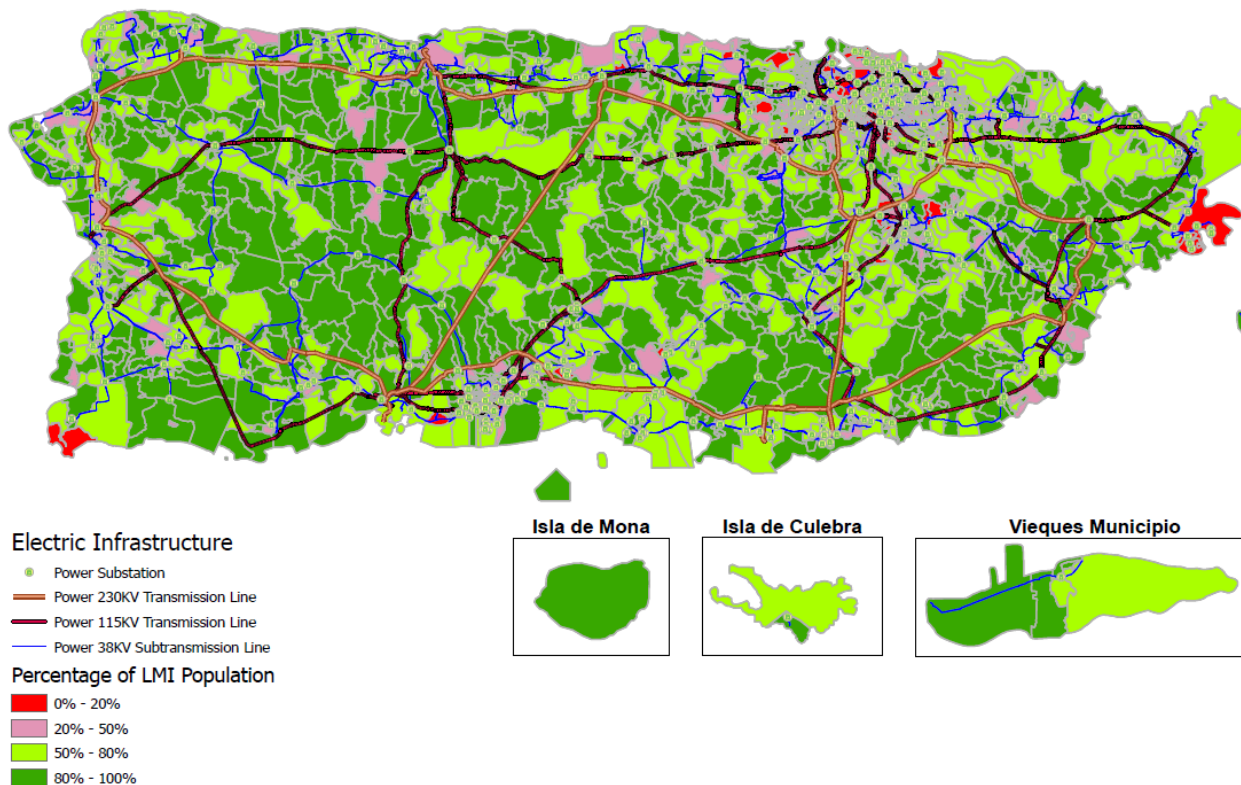 Isla de Mona
Isla de Culebra
Vieques Municipio
Electric Infrastructure
Power Substation
Power 230KV Transmission Line
Power 115KV Transmission Line
Power 38KV Subtransmission Line
Percentage of LMI Population
0% - 20%
20% - 50%
50% - 80%
80% - 100%